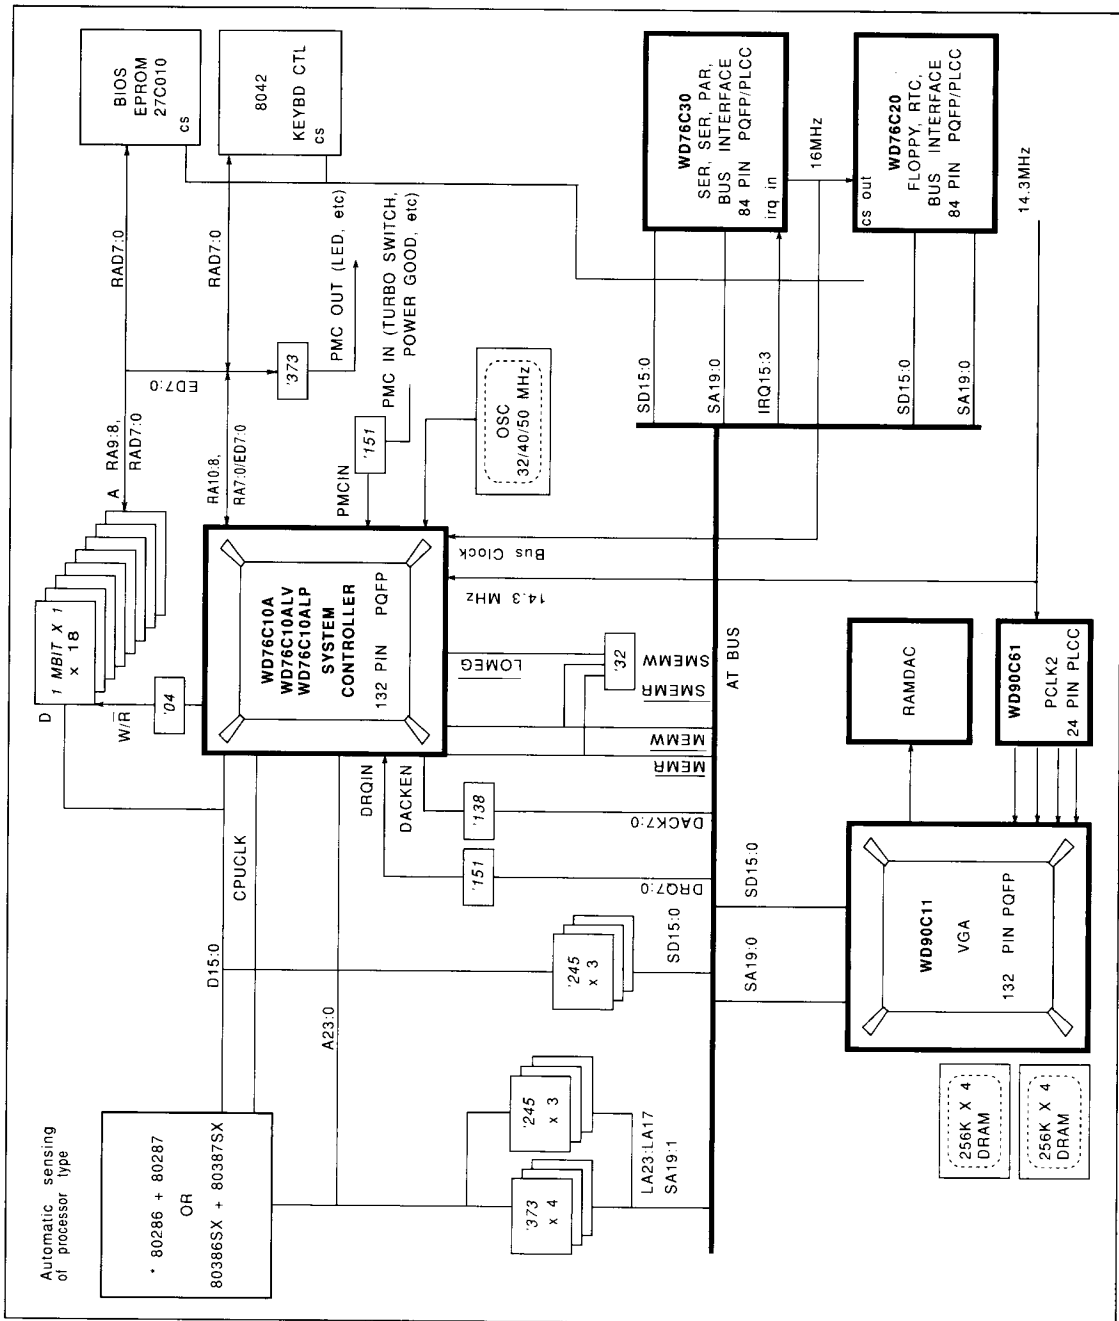 Automatic sensing
of processor type
* 80286 + 80287
OR
80386SX + 80387SX
D15:0
CPUCLK
A23:0
D
1 MBIT X 1
x 18
W/R
'04
A
RA9:8,
RAD7:0
RAD7:0
BIOS
EPROM
27C010
cs
8042
KEYBD CTL
cs
RAD7:0
ED7:0
'373
PMC OUT (LED, etc)
RA10:8,
RA7:0/ED7:0
PMCIN
'151
PMC IN (TURBO SWITCH,
POWER GOOD, etc)
OSC
32/40/50 MHz
WD76C10A
WD76C10ALV
WD76C10ALP
SYSTEM
CONTROLLER
132 PIN PQFP
Bus Clock
14.3 MHz
LOMEG
'32
SMEMW
SMEMR
MEMW
MEMR
DRQIN
DACKEN
'138
DACK7:0
'151
DRQ7:0
'245
x 3
SD15:0
'245
x 3
'373
x 4
LA23:LA17
SA19:1
AT BUS
SD15:0
SA19:0
IRQ15:3
SD15:0
SA19:0
WD76C30
SER, SER, PAR,
BUS INTERFACE
84 PIN PQFP/PLCC
irq in
16MHz
WD76C20
FLOPPY, RTC,
BUS INTERFACE
84 PIN PQFP/PLCC
cs out
14.3MHz
SA19:0
SD15:0
WD90C11
VGA
132 PIN PQFP
RAMDAC
WD90C61
PCLK2
24 PIN PLCC
256K X 4
DRAM
256K X 4
DRAM